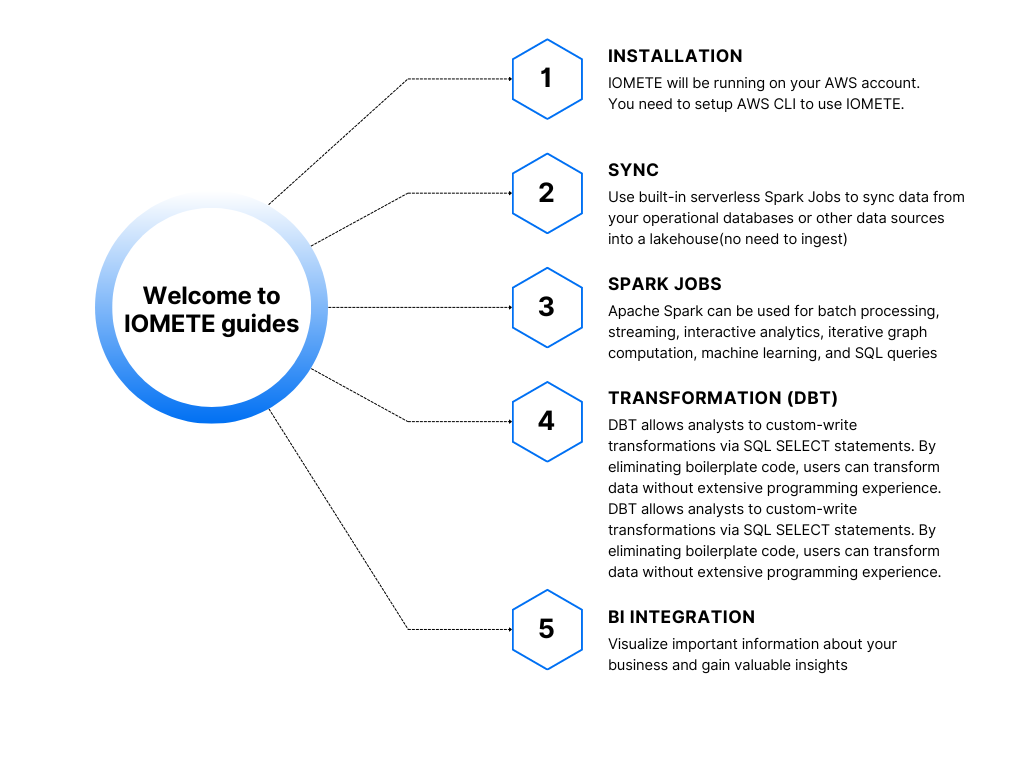 Welcome to
IOMETE guides
1
INSTALLATION
IOMETE will be running on your AWS account.
You need to setup AWS CLI to use IOMETE.
2
SYNC
Use built-in serverless Spark Jobs to sync data from
your operational databases or other data sources
into a lakehouse(no need to ingest)
3
SPARK JOBS
Apache Spark can be used for batch processing,
streaming, interactive analytics, iterative graph
computation, machine learning, and SQL queries
4
TRANSFORMATION (DBT)
DBT allows analysts to custom-write
transformations via SQL SELECT statements. By
eliminating boilerplate code, users can transform
data without extensive programming experience.
DBT allows analysts to custom-write
transformations via SQL SELECT statements. By
eliminating boilerplate code, users can transform
data without extensive programming experience.
5
BI INTEGRATION
Visualize important information about your
business and gain valuable insights